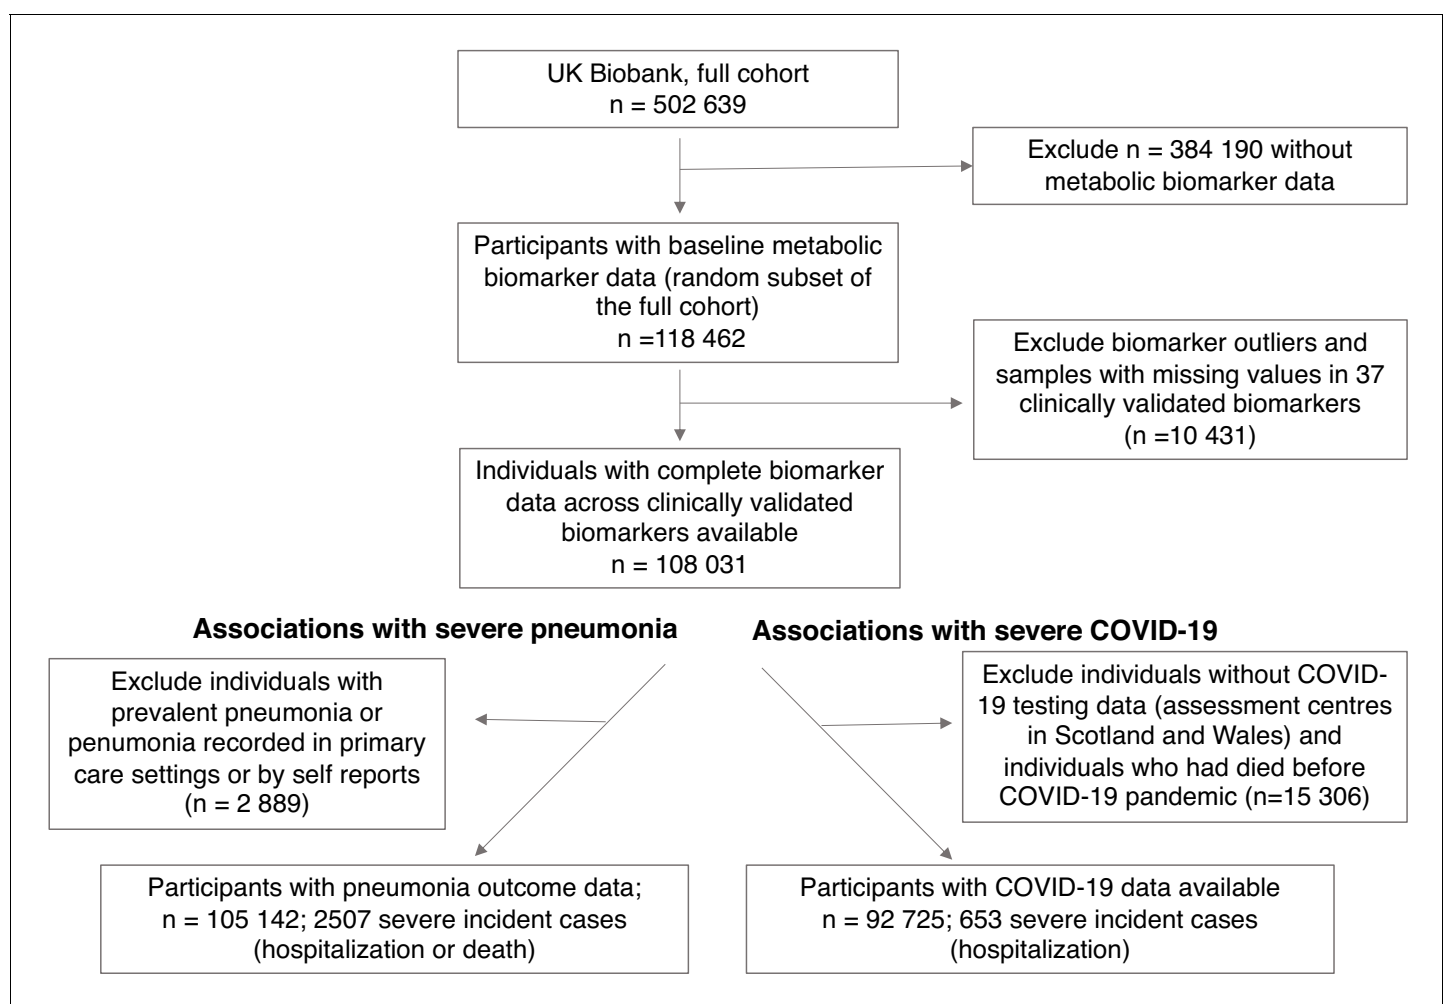 UK Biobank, full cohort
n = 502 639
Exclude n = 384 190 without
metabolic biomarker data
Participants with baseline metabolic
biomarker data (random subset of
the full cohort)
n =118 462
Exclude biomarker outliers and
samples with missing values in 37
clinically validated biomarkers
(n =10 431)
Individuals with complete biomarker
data across clinically validated
biomarkers available
n = 108 031
Associations with severe pneumonia
Associations with severe COVID-19
Exclude individuals with
prevalent pneumonia or
penumonia recorded in primary
care settings or by self reports
(n = 2 889)
Exclude individuals without COVID-
19 testing data (assessment centres
in Scotland and Wales) and
individuals who had died before
COVID-19 pandemic (n=15 306)
Participants with pneumonia outcome data;
n = 105 142; 2507 severe incident cases
(hospitalization or death)
Participants with COVID-19 data available
n = 92 725; 653 severe incident cases
(hospitalization)